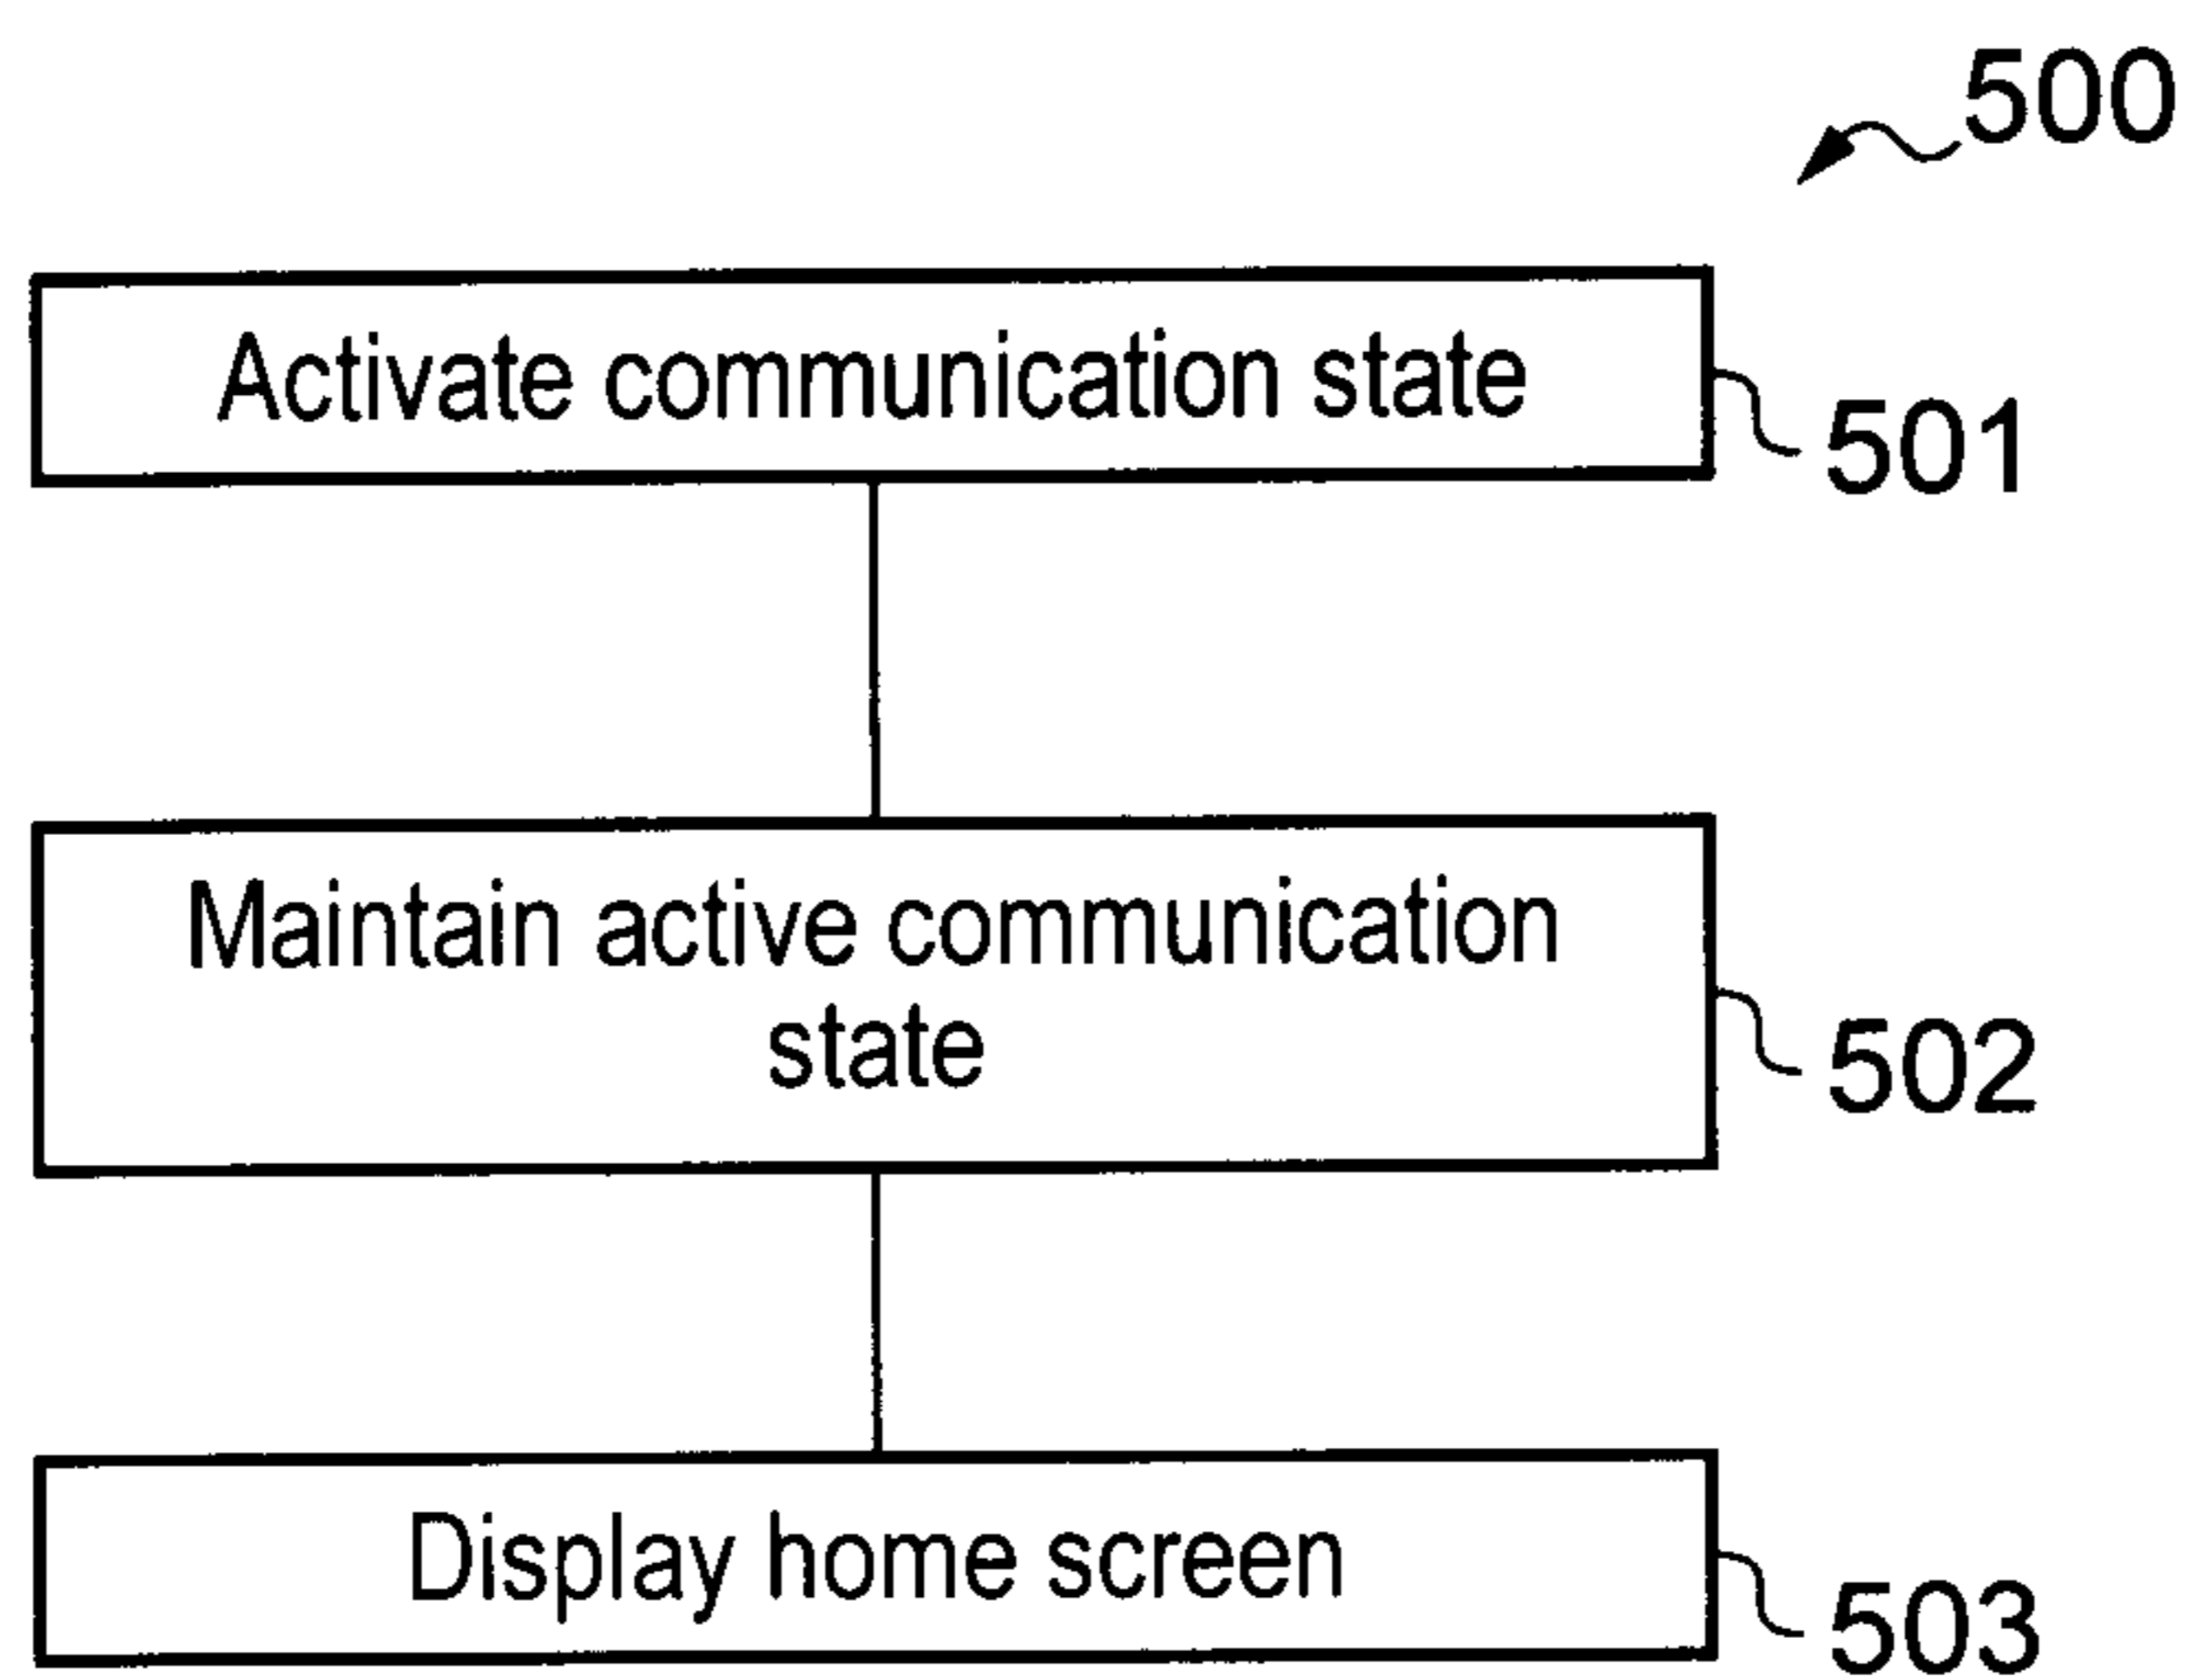 500
Activate communication state
501
Maintain active communication
state
502
Display home screen
503